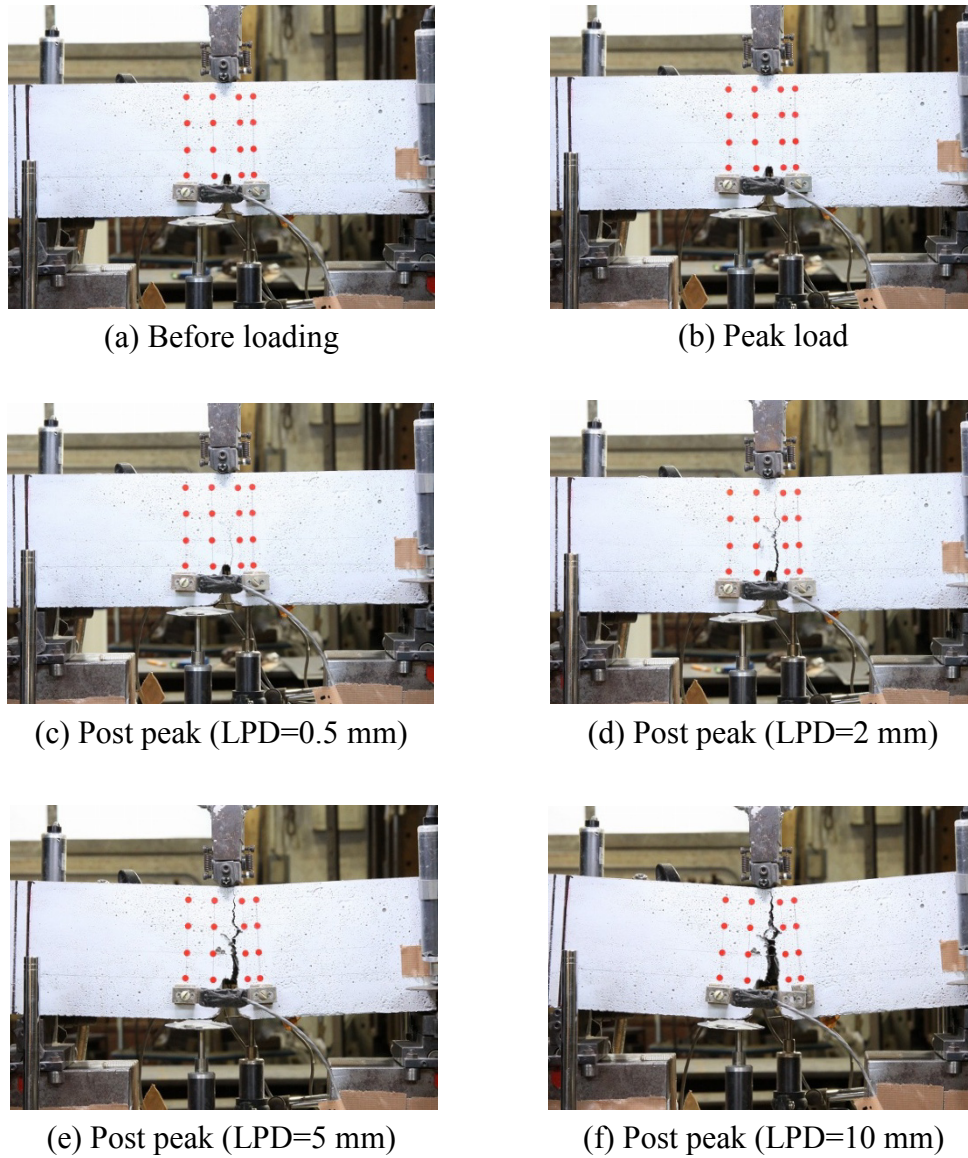 (a) Before loading
(b) Peak load
(c) Post peak (LPD=0.5 mm)
(d) Post peak (LPD=2 mm)
(e) Post peak (LPD=5 mm)
(f) Post peak (LPD=10 mm)